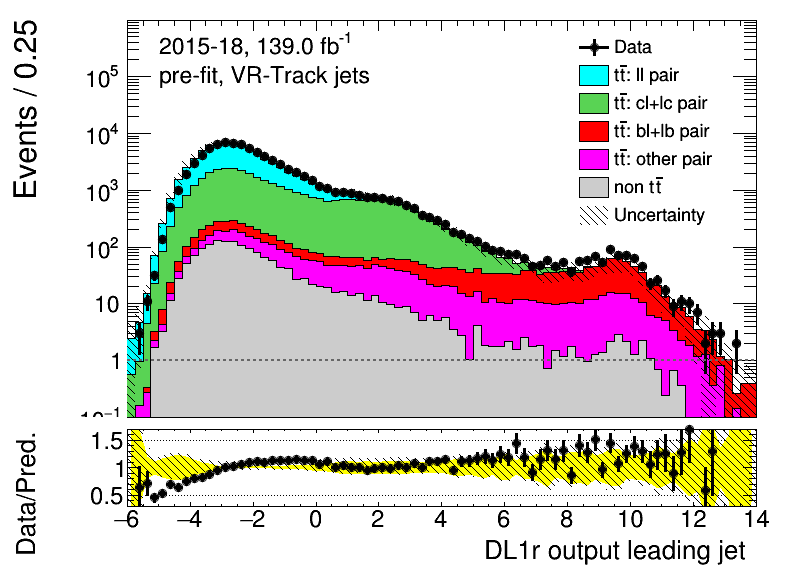 Events / 0.25
2015-18, 139.0 fb⁻¹
pre-fit, VR-Track jets
Data
tt̄: ll pair
tt̄: cl+lc pair
tt̄: bl+lb pair
tt̄: other pair
non tt̄
Uncertainty
10⁵
10⁴
10³
10²
10
1
10⁻¹
Data/Pred.
1.5
1
0.5
−6 −4 −2 0 2 4 6 8 10 12 14
DL1r output leading jet